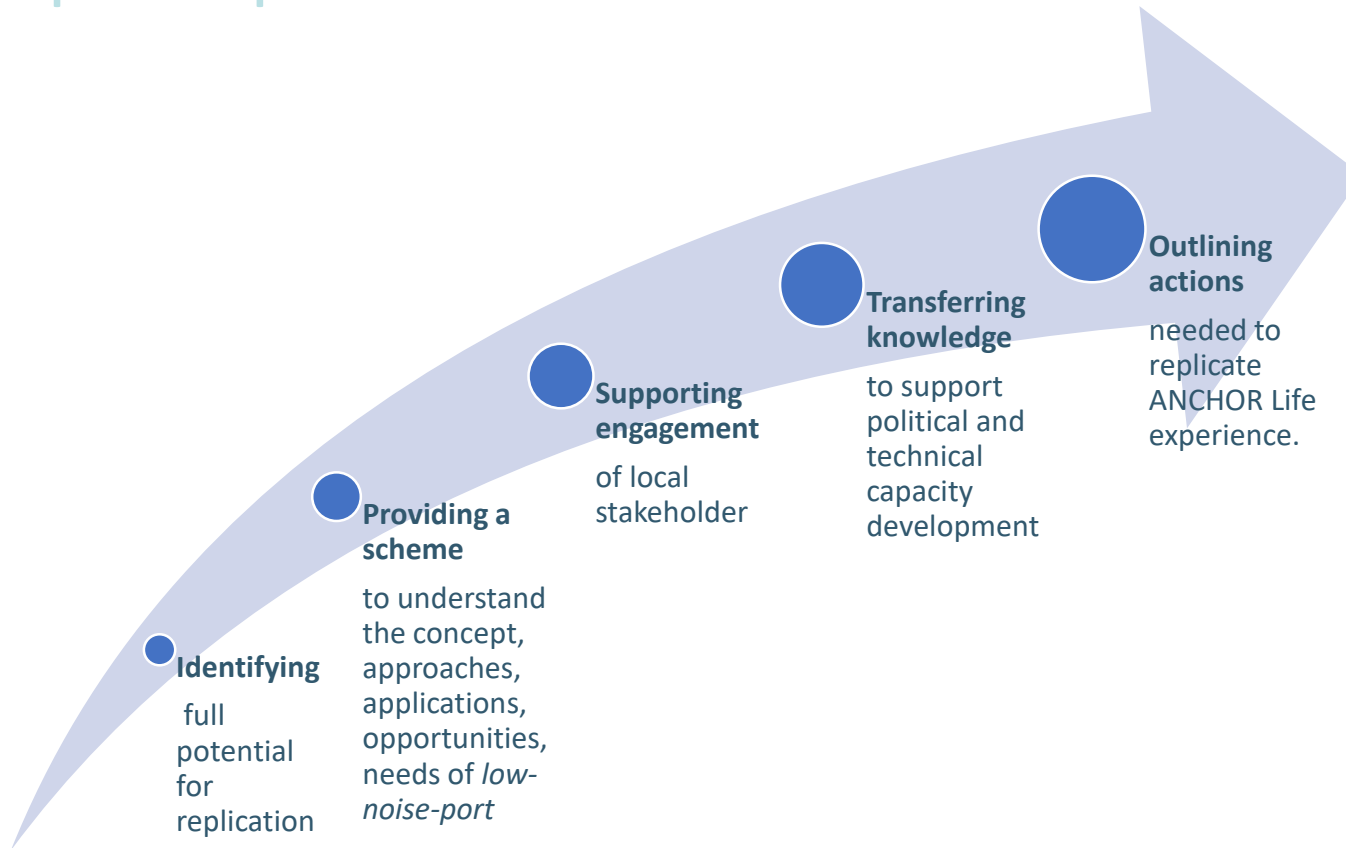 Identifying
full
potential
for
replication
Providing a
scheme
to understand
the concept,
approaches,
applications,
opportunities,
needs of low-
noise-port
Supporting
engagement
of local
stakeholder
Transferring
knowledge
to support
political and
technical
capacity
development
Outlining
actions
needed to
replicate
ANCHOR Life
experience.